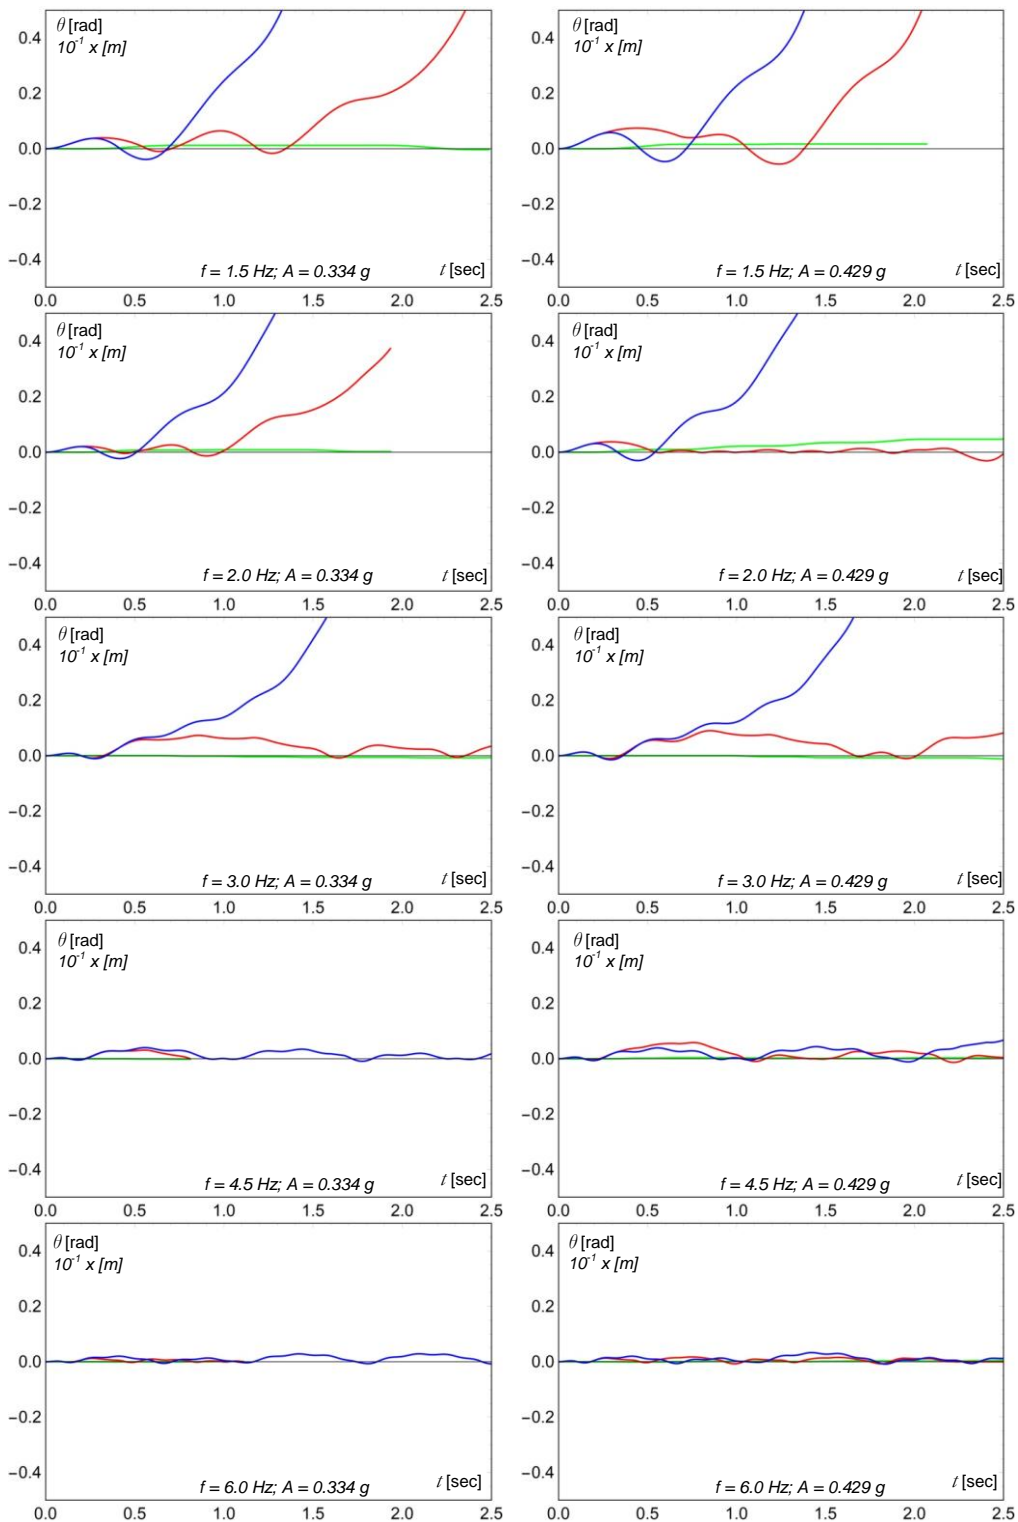 θ [rad]
10⁻¹ x [m]
0.4
0.2
0.0
−0.2
−0.4
f = 1.5 Hz; A = 0.334 g
t [sec]
0.0 0.5 1.0 1.5 2.0 2.5
θ [rad]
10⁻¹ x [m]
0.4
0.2
0.0
−0.2
−0.4
f = 1.5 Hz; A = 0.429 g
t [sec]
0.0 0.5 1.0 1.5 2.0 2.5
θ [rad]
10⁻¹ x [m]
0.4
0.2
0.0
−0.2
−0.4
f = 2.0 Hz; A = 0.334 g
t [sec]
0.0 0.5 1.0 1.5 2.0 2.5
θ [rad]
10⁻¹ x [m]
0.4
0.2
0.0
−0.2
−0.4
f = 2.0 Hz; A = 0.429 g
t [sec]
0.0 0.5 1.0 1.5 2.0 2.5
θ [rad]
10⁻¹ x [m]
0.4
0.2
0.0
−0.2
−0.4
f = 3.0 Hz; A = 0.334 g
t [sec]
0.0 0.5 1.0 1.5 2.0 2.5
θ [rad]
10⁻¹ x [m]
0.4
0.2
0.0
−0.2
−0.4
f = 3.0 Hz; A = 0.429 g
t [sec]
0.0 0.5 1.0 1.5 2.0 2.5
θ [rad]
10⁻¹ x [m]
0.4
0.2
0.0
−0.2
−0.4
f = 4.5 Hz; A = 0.334 g
t [sec]
0.0 0.5 1.0 1.5 2.0 2.5
θ [rad]
10⁻¹ x [m]
0.4
0.2
0.0
−0.2
−0.4
f = 4.5 Hz; A = 0.429 g
t [sec]
0.0 0.5 1.0 1.5 2.0 2.5
θ [rad]
10⁻¹ x [m]
0.4
0.2
0.0
−0.2
−0.4
f = 6.0 Hz; A = 0.334 g
t [sec]
0.0 0.5 1.0 1.5 2.0 2.5
θ [rad]
10⁻¹ x [m]
0.4
0.2
0.0
−0.2
−0.4
f = 6.0 Hz; A = 0.429 g
t [sec]
0.0 0.5 1.0 1.5 2.0 2.5